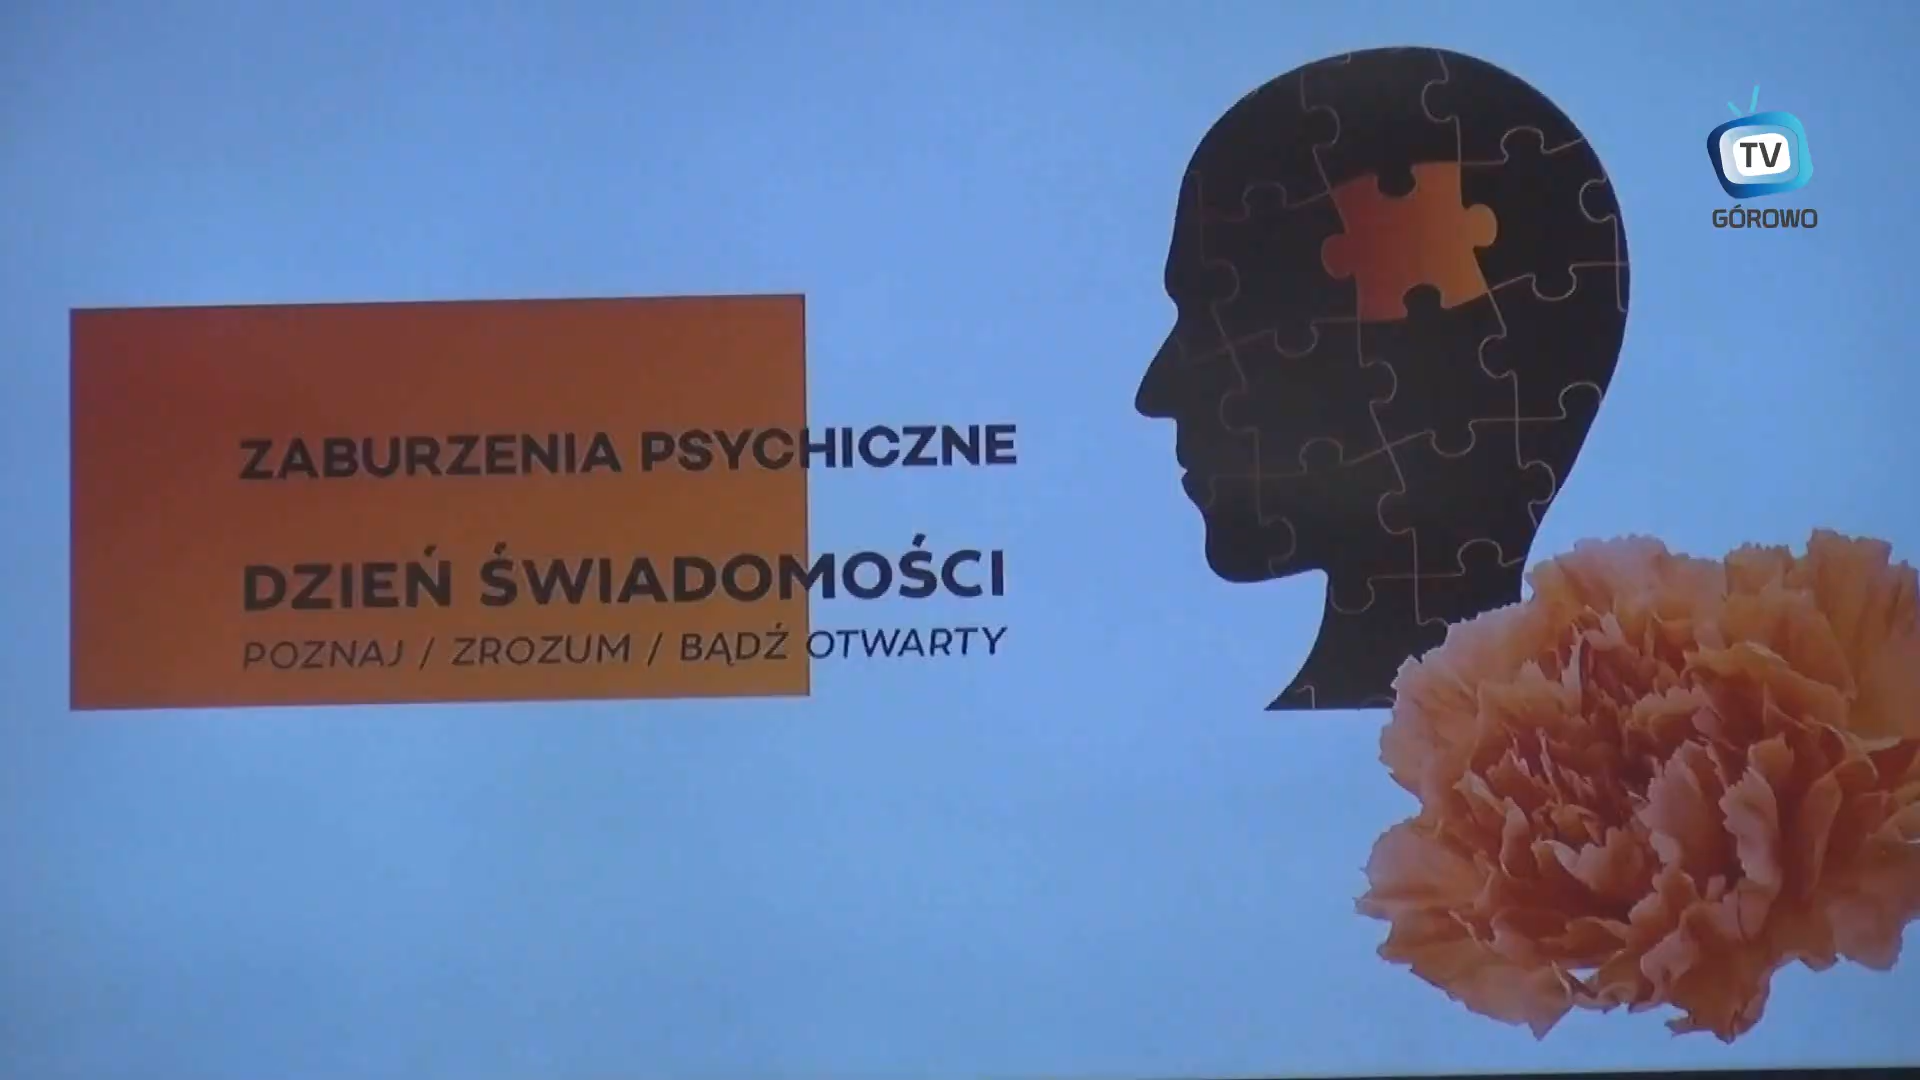 TV
GÓROWO
ZABURZENIA PSYCHICZNE
DZIEŃ ŚWIADOMOŚCI
POZNAJ / ZROZUM / BĄDŹ OTWARTY